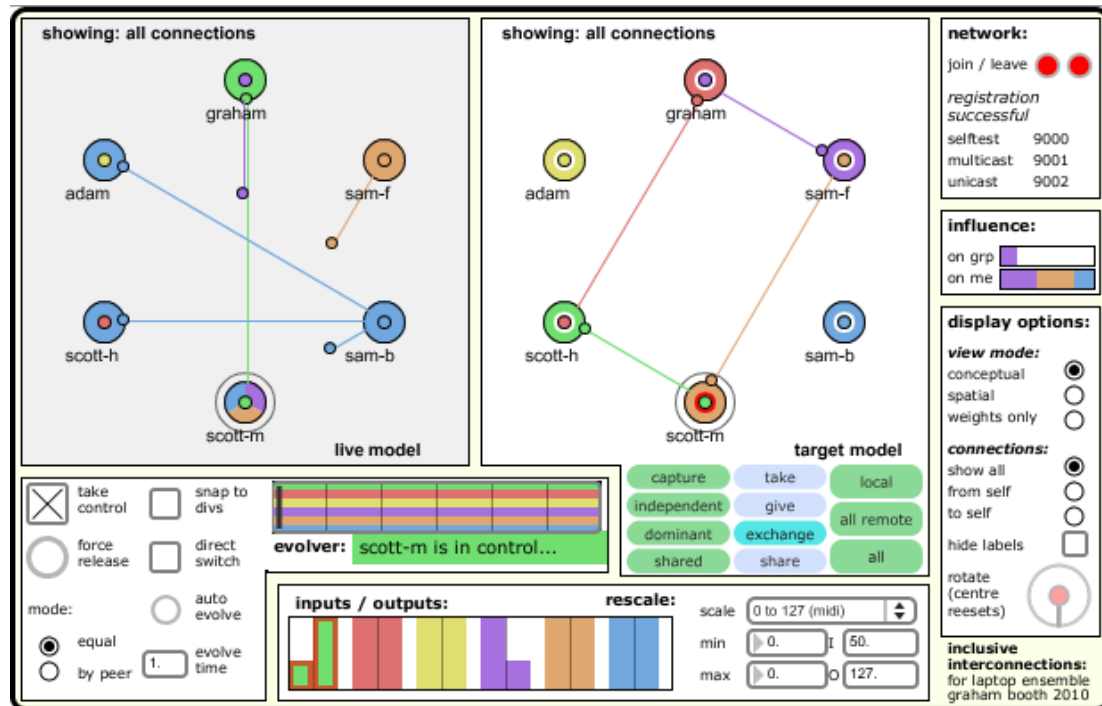 showing: all connections
graham
adam
sam-f
scott-h
sam-b
scott-m
live model
showing: all connections
graham
adam
sam-f
scott-h
sam-b
scott-m
target model
network:
join / leave
registration
successful
selftest 9000
multicast 9001
unicast 9002
influence:
on grp
on me
display options:
view mode:
conceptual
spatial
weights only
connections:
show all
from self
to self
hide labels
rotate
(centre
reesets)
inclusive
interconnections:
for laptop ensemble
graham booth 2010
capture take local
independent give all remote
dominant exchange all
shared share
take
control
snap to
divs
force
release
direct
switch
mode:
auto
evolve
equal
by peer
1. evolve
time
evolver: scott-m is in control...
inputs / outputs: rescale:
scale 0 to 127 (midi)
min 0. I 50.
max 0. O 127.